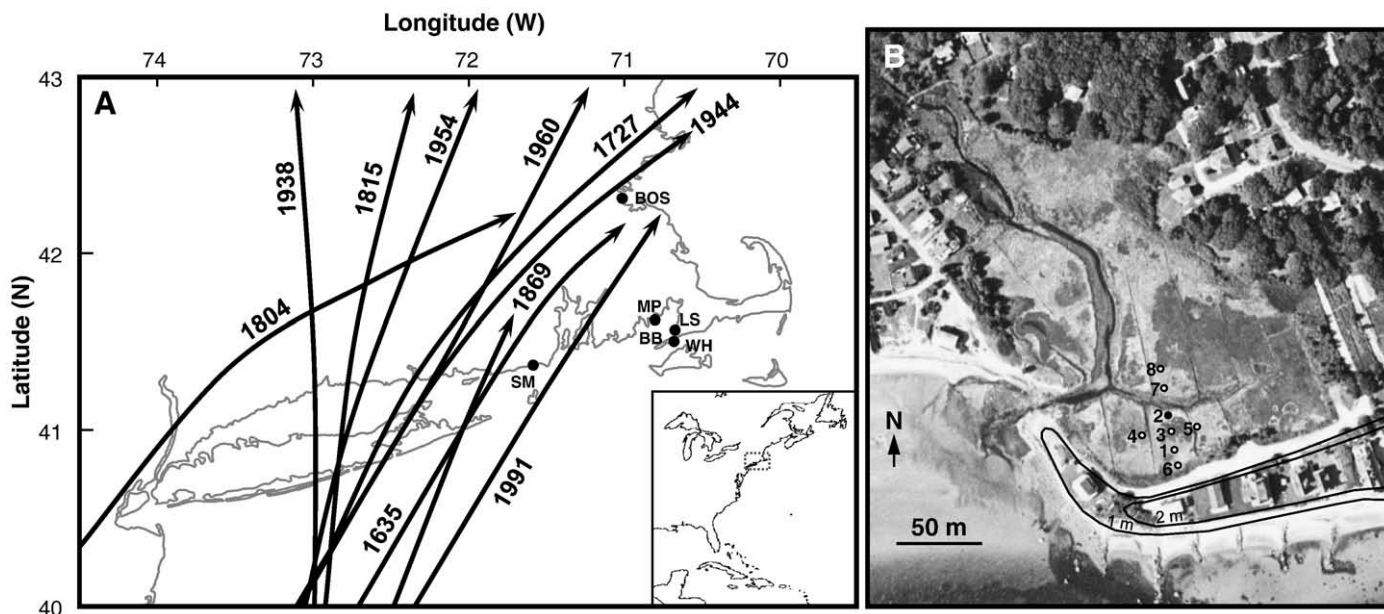 Longitude (W)
74 73 72 71 70
43
42
41
40
Latitude (N)
A
1938
1815
1954
1960
1727
1944
1804
1869
1635
1991
BOS
MP
LS
BB
WH
SM
B
8
7
2
4 3 5
1
6
N
50 m
1 m
2 m